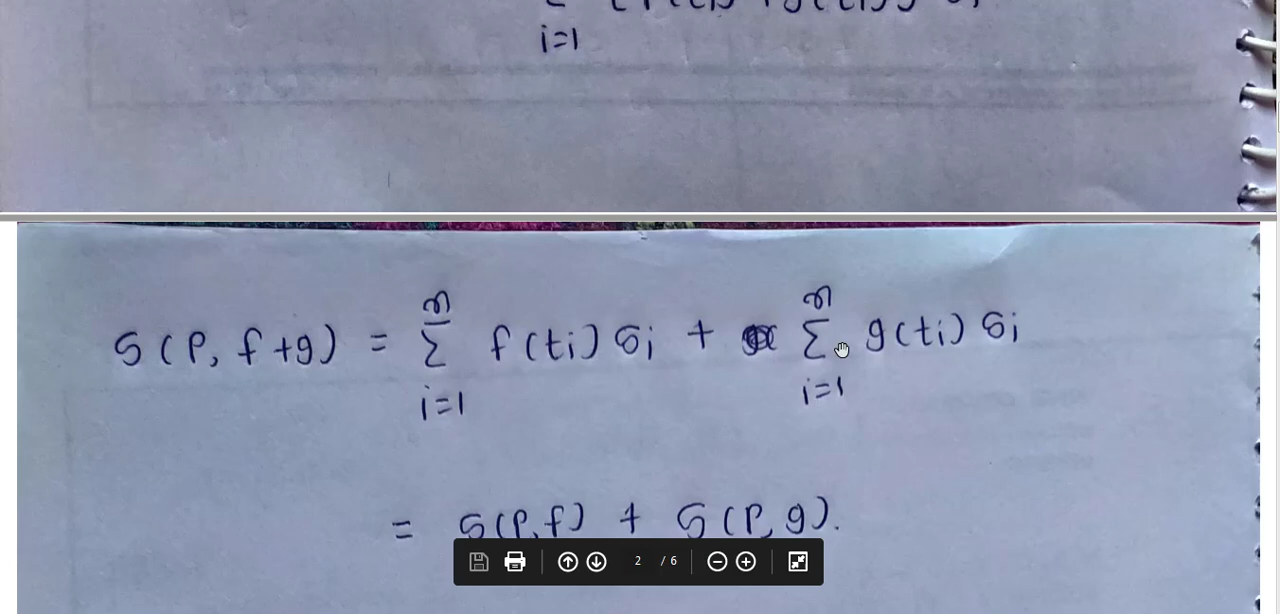 i=1
S(P, f+g) = n∑i=1 f(ti) δi + n∑i=1 g(ti) δi
= S(P,f) + S(P,g).
2 / 6